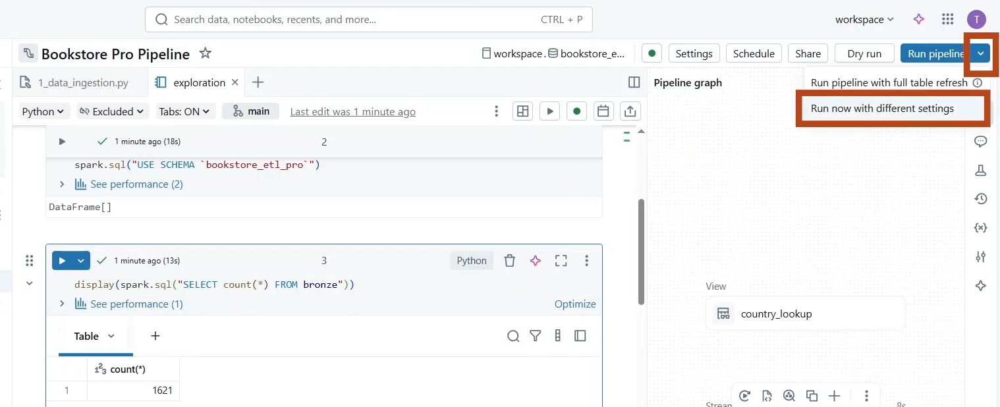 Search data, notebooks, recents, and more... CTRL + P
workspace
T
Bookstore Pro Pipeline
workspace . bookstore_e...
Settings
Schedule
Share
Dry run
Run pipeline
1_data_ingestion.py
exploration
Pipeline graph
Run pipeline with full table refresh
Run now with different settings
Python
Excluded
Tabs: ON
main
Last edit was 1 minute ago
1 minute ago (18s)
2
spark.sql("USE SCHEMA `bookstore_etl_pro`")
See performance (2)
DataFrame[]
1 minute ago (13s)
3
Python
display(spark.sql("SELECT count(*) FROM bronze"))
See performance (1)
Optimize
Table
1 2 3 count(*)
1 1621
View
country_lookup
8s